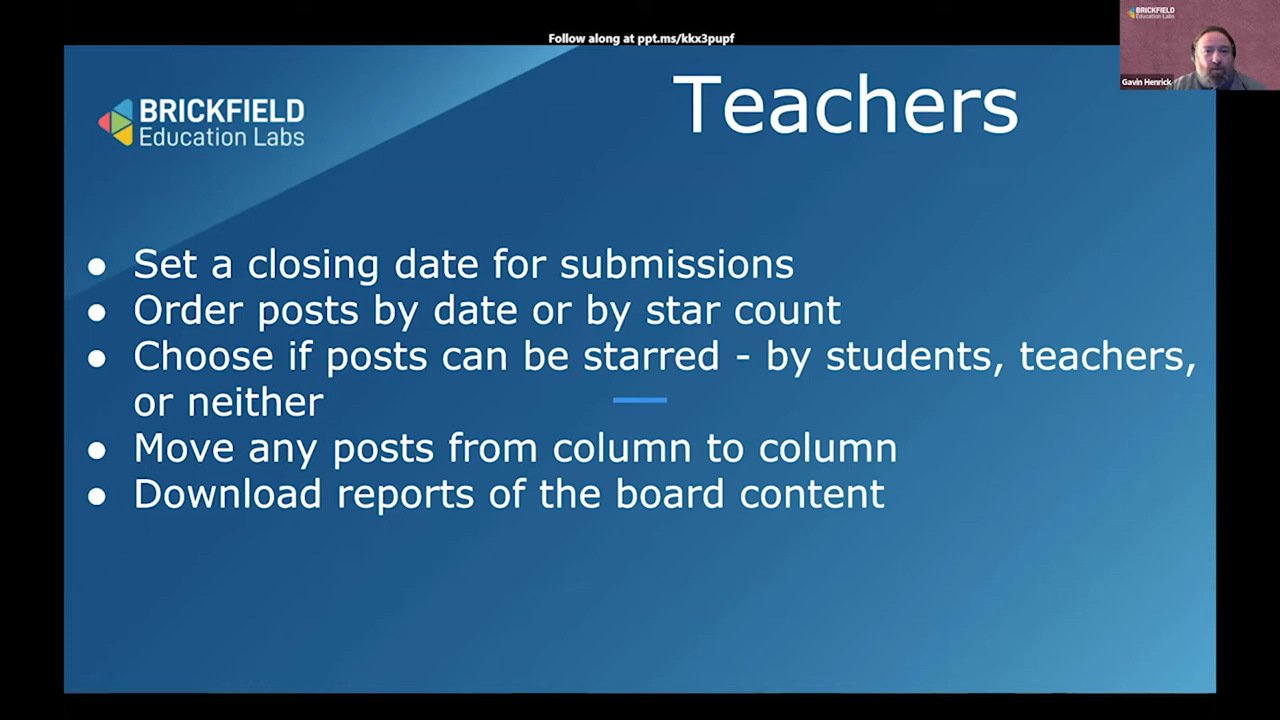 Follow along at ppt.ms/kkx3pupf
BRICKFIELD
Education Labs
Gavin Henrick
BRICKFIELD
Education Labs
Teachers
● Set a closing date for submissions
● Order posts by date or by star count
● Choose if posts can be starred - by students, teachers,
or neither
● Move any posts from column to column
● Download reports of the board content